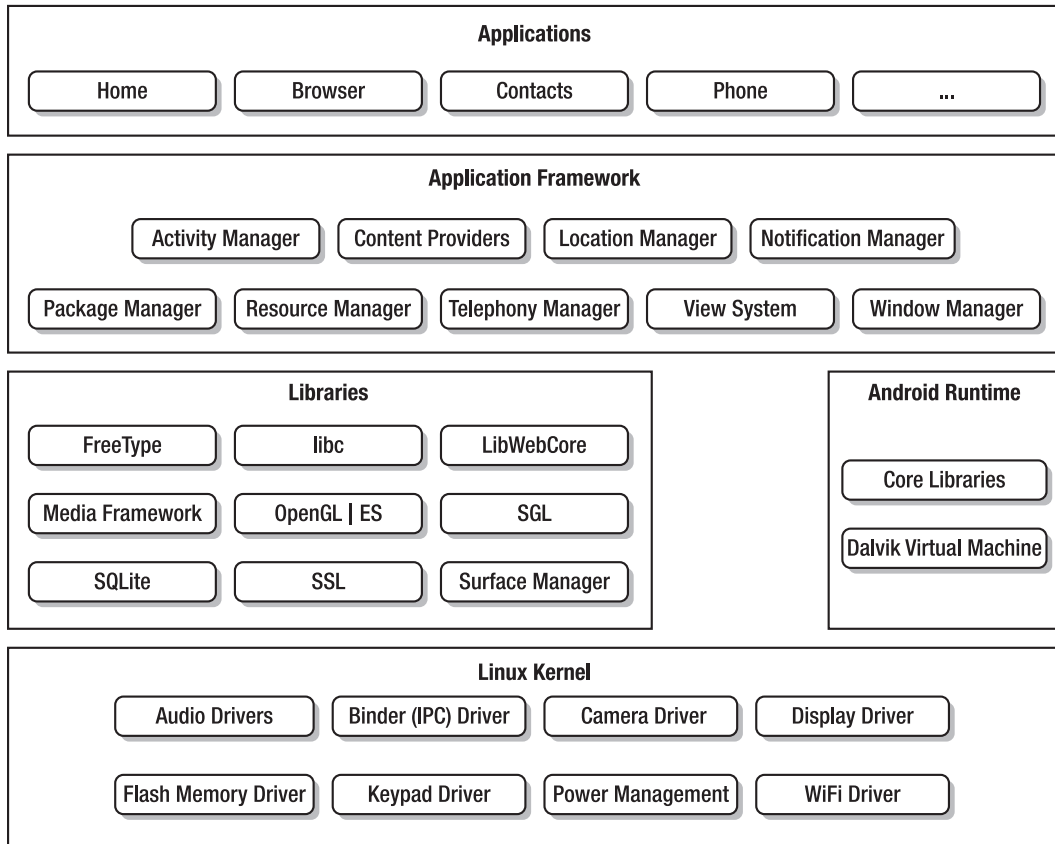 Applications
Home
Browser
Contacts
Phone
...
Application Framework
Activity Manager
Content Providers
Location Manager
Notification Manager
Package Manager
Resource Manager
Telephony Manager
View System
Window Manager
Libraries
FreeType
libc
LibWebCore
Media Framework
OpenGL | ES
SGL
SQLite
SSL
Surface Manager
Android Runtime
Core Libraries
Dalvik Virtual Machine
Linux Kernel
Audio Drivers
Binder (IPC) Driver
Camera Driver
Display Driver
Flash Memory Driver
Keypad Driver
Power Management
WiFi Driver